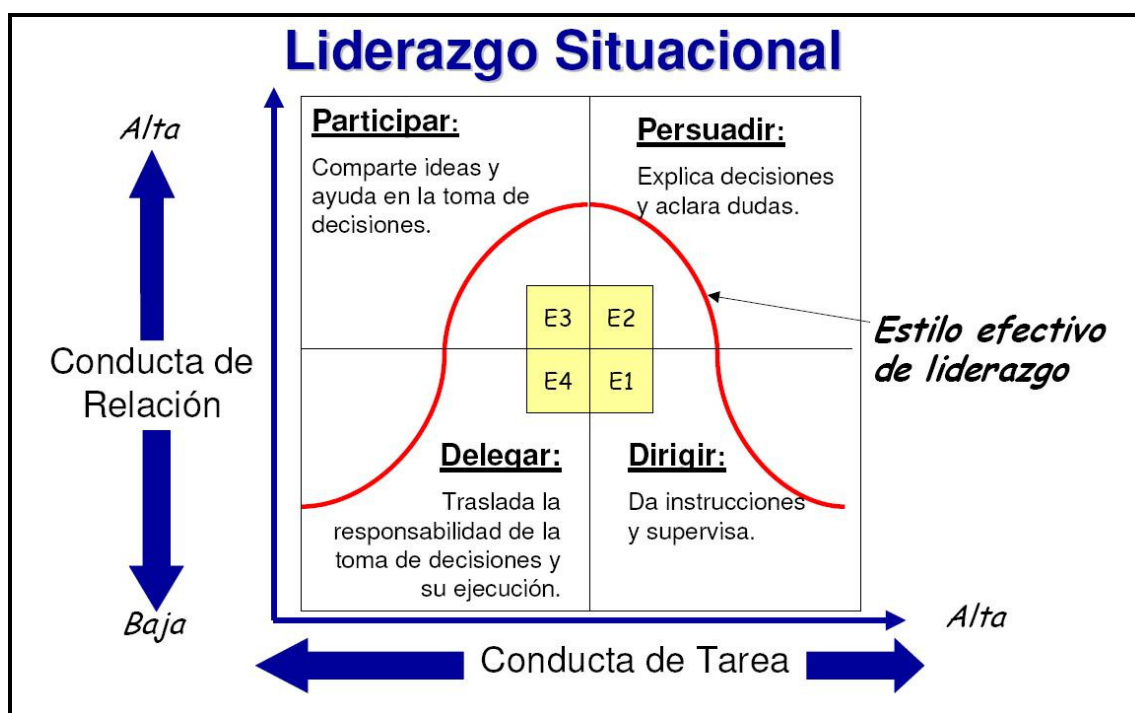 Liderazgo Situacional
Alta
Conducta de
Relación
Baja
Participar:
Comparte ideas y
ayuda en la toma de
decisiones.
Persuadir:
Explica decisiones
y aclara dudas.
E3
E2
E4
E1
Estilo efectivo
de liderazgo
Delegar:
Traslada la
responsabilidad de la
toma de decisiones y
su ejecución.
Dirigir:
Da instrucciones
y supervisa.
Conducta de Tarea
Alta